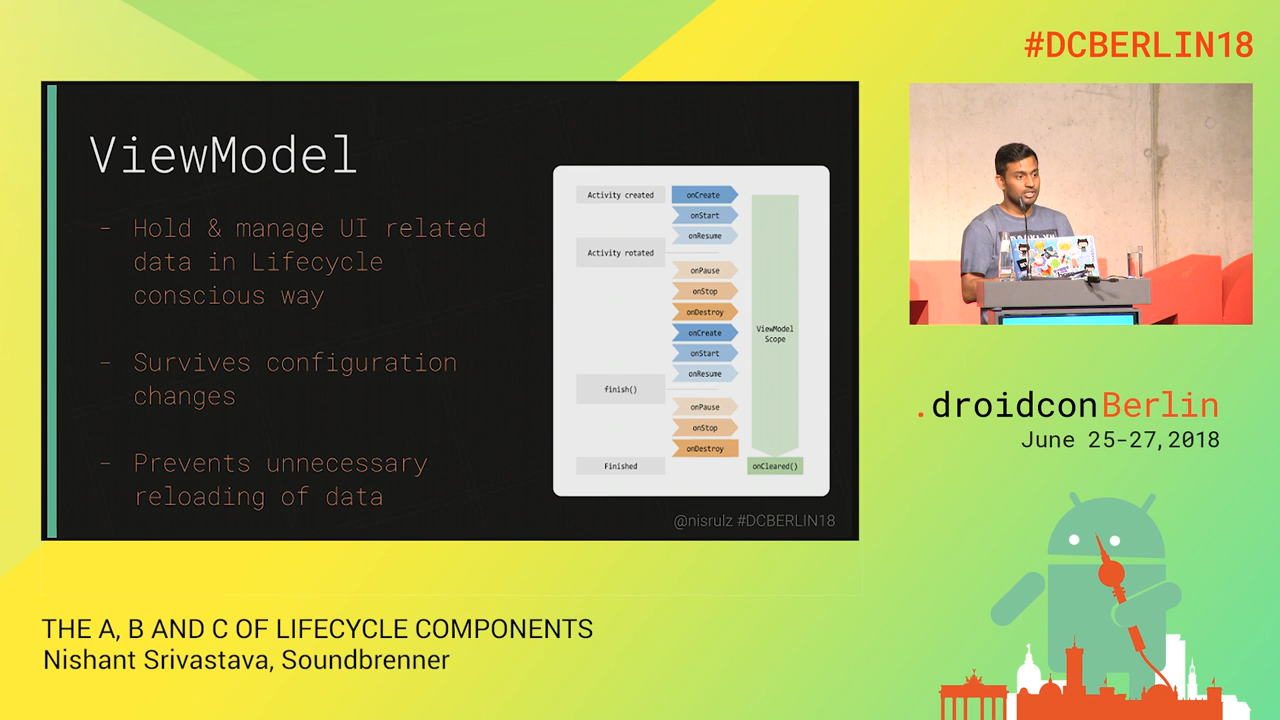 #DCBERLIN18
ViewModel
- Hold & manage UI related
data in Lifecycle
conscious way
- Survives configuration
changes
- Prevents unnecessary
reloading of data
Activity created
onCreate
onStart
onResume
Activity rotated
onPause
onStop
onDestroy
onCreate
onStart
onResume
finish()
onPause
onStop
onDestroy
Finished
ViewModel
Scope
onCleared()
@nisrulz #DCBERLIN18
.droidconBerlin
June 25-27,2018
THE A, B AND C OF LIFECYCLE COMPONENTS
Nishant Srivastava, Soundbrenner